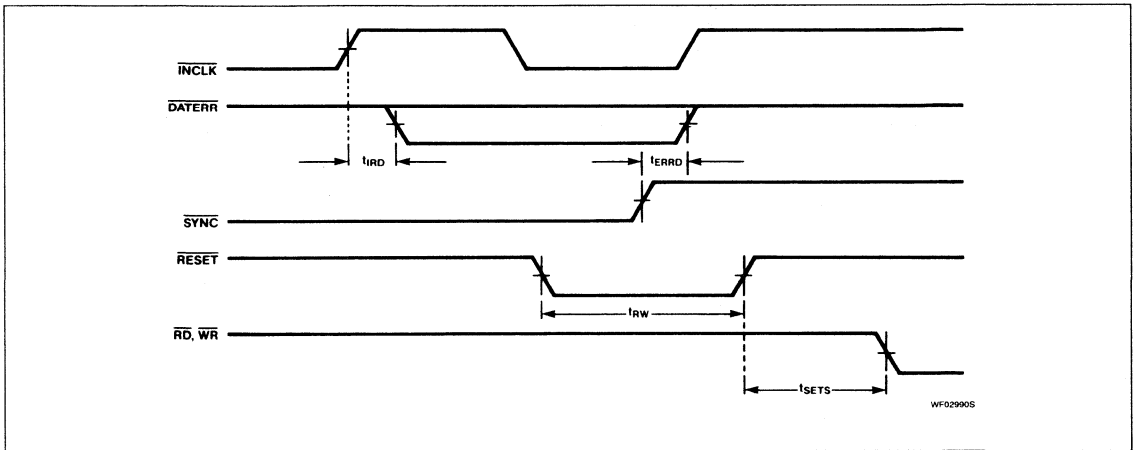 INCLK
DATERR
tIRD
tERRD
SYNC
RESET
tRW
RD, WR
tSETS
WF02990S